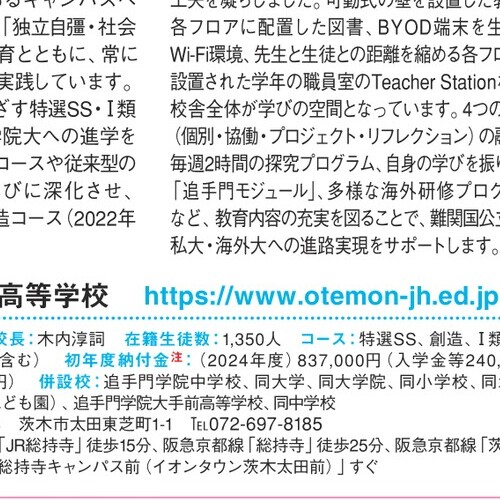 るキャンパスへ
「独立自彊・社会
育とともに、常に
実践しています。
ざす特選SS・Ⅰ類
学院大への進学を
コースや従来型の
びに深化させ、
造コース（2022年
工夫を凝らしました。可動式の壁を設置した教
各フロアに配置した図書、BYOD端末を生
Wi-Fi環境、先生と生徒との距離を縮める各フロ
設置された学年の職員室のTeacher Station
校舎全体が学びの空間となっています。4つの
（個別・協働・プロジェクト・リフレクション）の
毎週2時間の探究プログラム、自身の学びを振り
「追手門モジュール」、多様な海外研修プログ
など、教育内容の充実を図ることで、難関国公立
私大・海外大への進路実現をサポートします。
高等学校 https://www.otemon-jh.ed.jp
校長：木内淳詞 在籍生徒数：1,350人 コース：特選SS、創造、Ⅰ類
含む） 初年度納付金注：（2024年度）837,000円（入学金等240,
円） 併設校：追手門学院中学校、同大学、同大学院、同小学校、同
ども園）、追手門学院大手前高等学校、同中学校
茨木市太田東芝町1-1 ℡072-697-8185
「JR総持寺」徒歩15分、阪急京都線「総持寺」徒歩25分、阪急京都線「茨
総持寺キャンパス前（イオンタウン茨木太田前）」すぐ